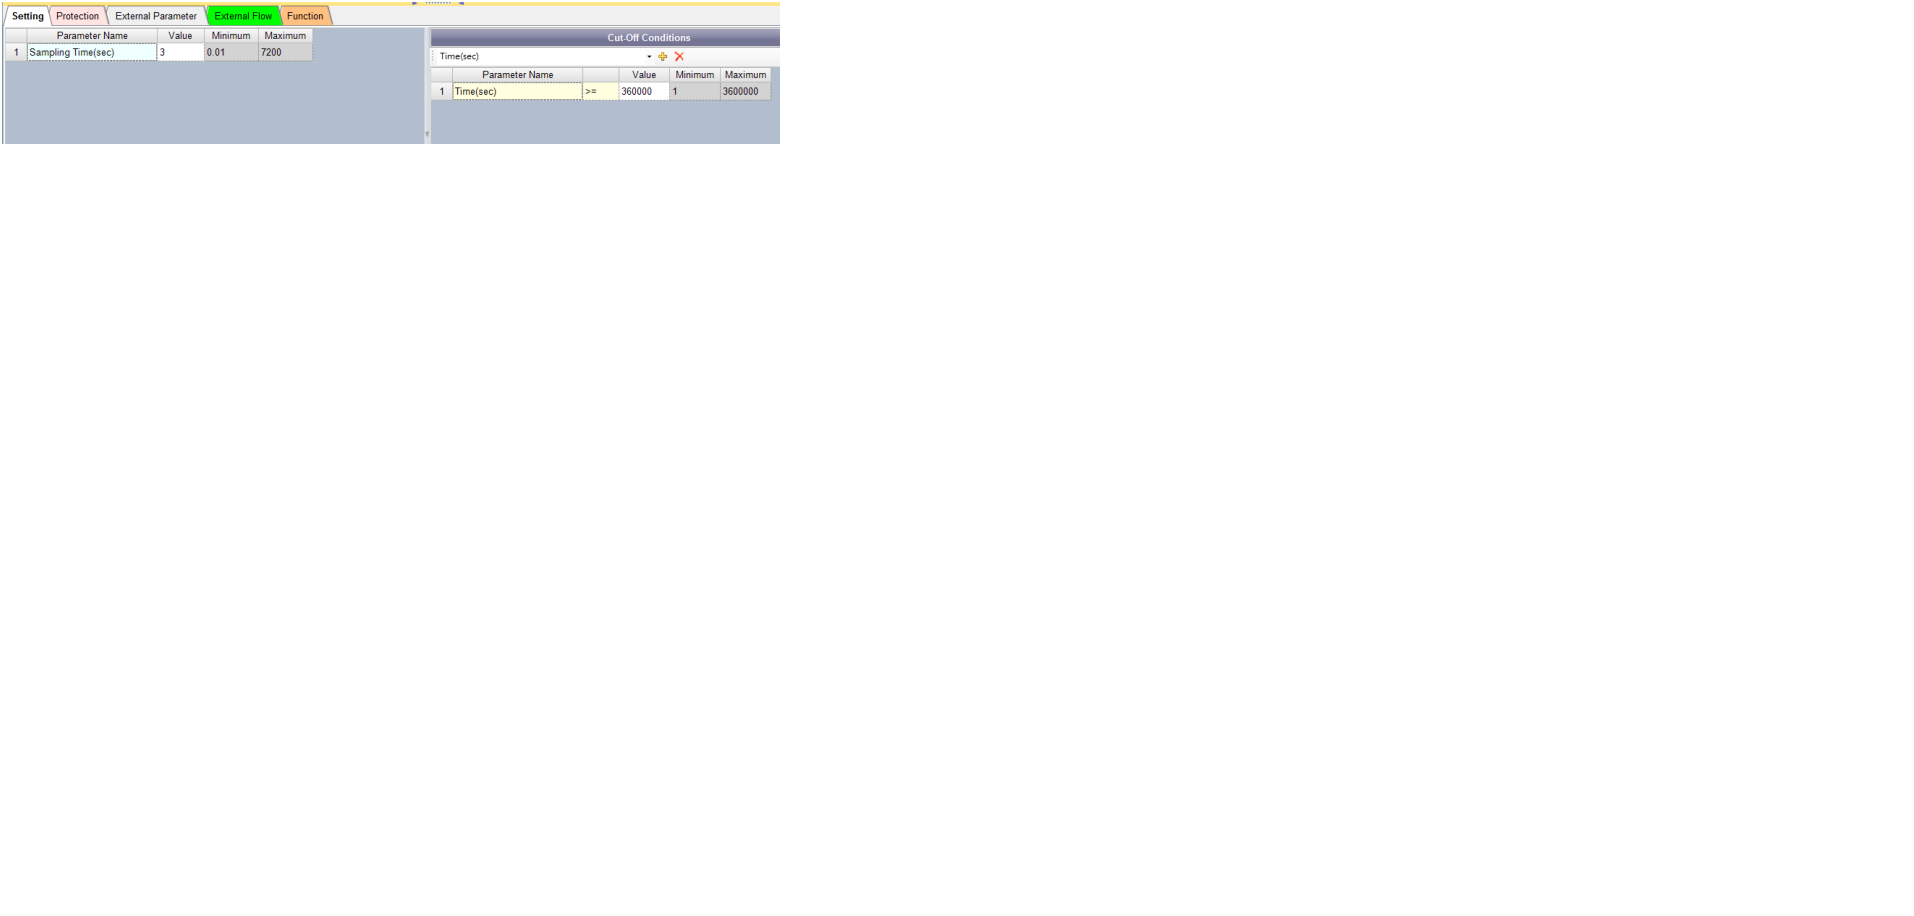 Setting Protection External Parameter External Flow Function
Parameter Name Value Minimum Maximum
1 Sampling Time(sec) 3 0.01 7200
Cut-Off Conditions
Time(sec)
Parameter Name Value Minimum Maximum
1 Time(sec) >= 360000 1 3600000